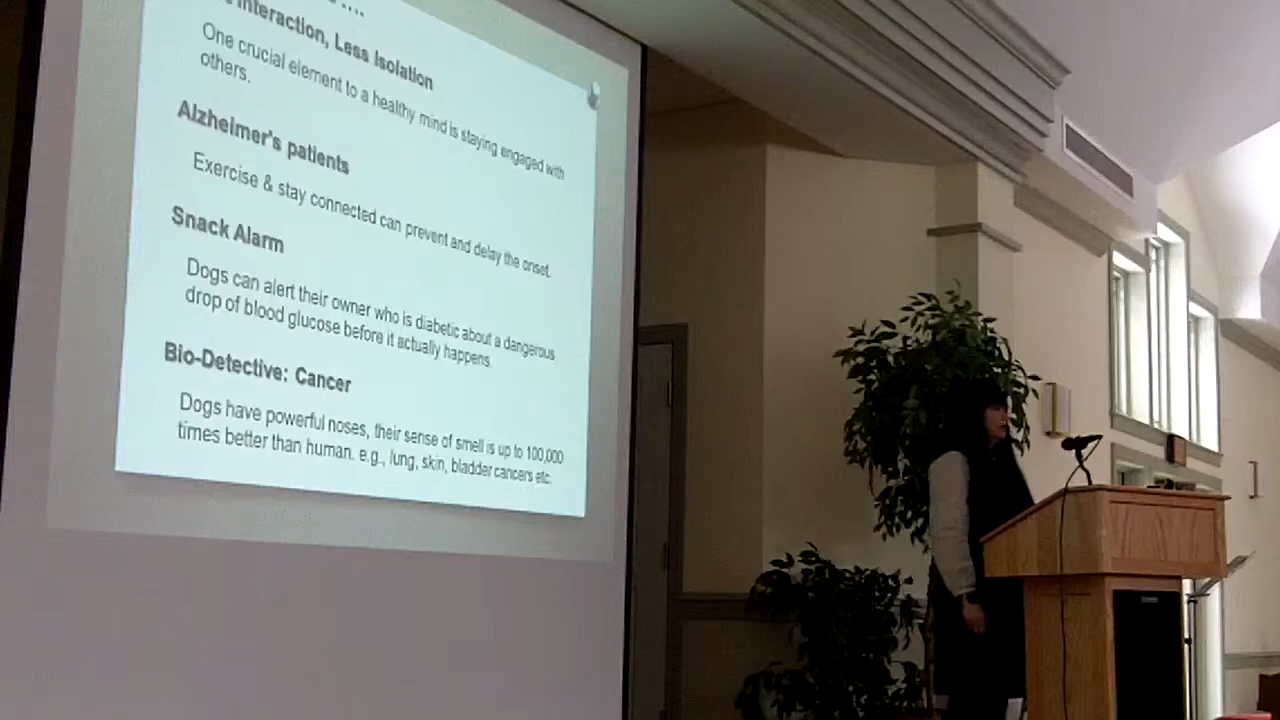 Interaction, Less Isolation
One crucial element to a healthy mind is staying engaged with
others.
Alzheimer's patients
Exercise & stay connected can prevent and delay the onset.
Snack Alarm
Dogs can alert their owner who is diabetic about a dangerous
drop of blood glucose before it actually happens.
Bio-Detective: Cancer
Dogs have powerful noses, their sense of smell is up to 100,000
times better than human. e.g., lung, skin, bladder cancers etc.